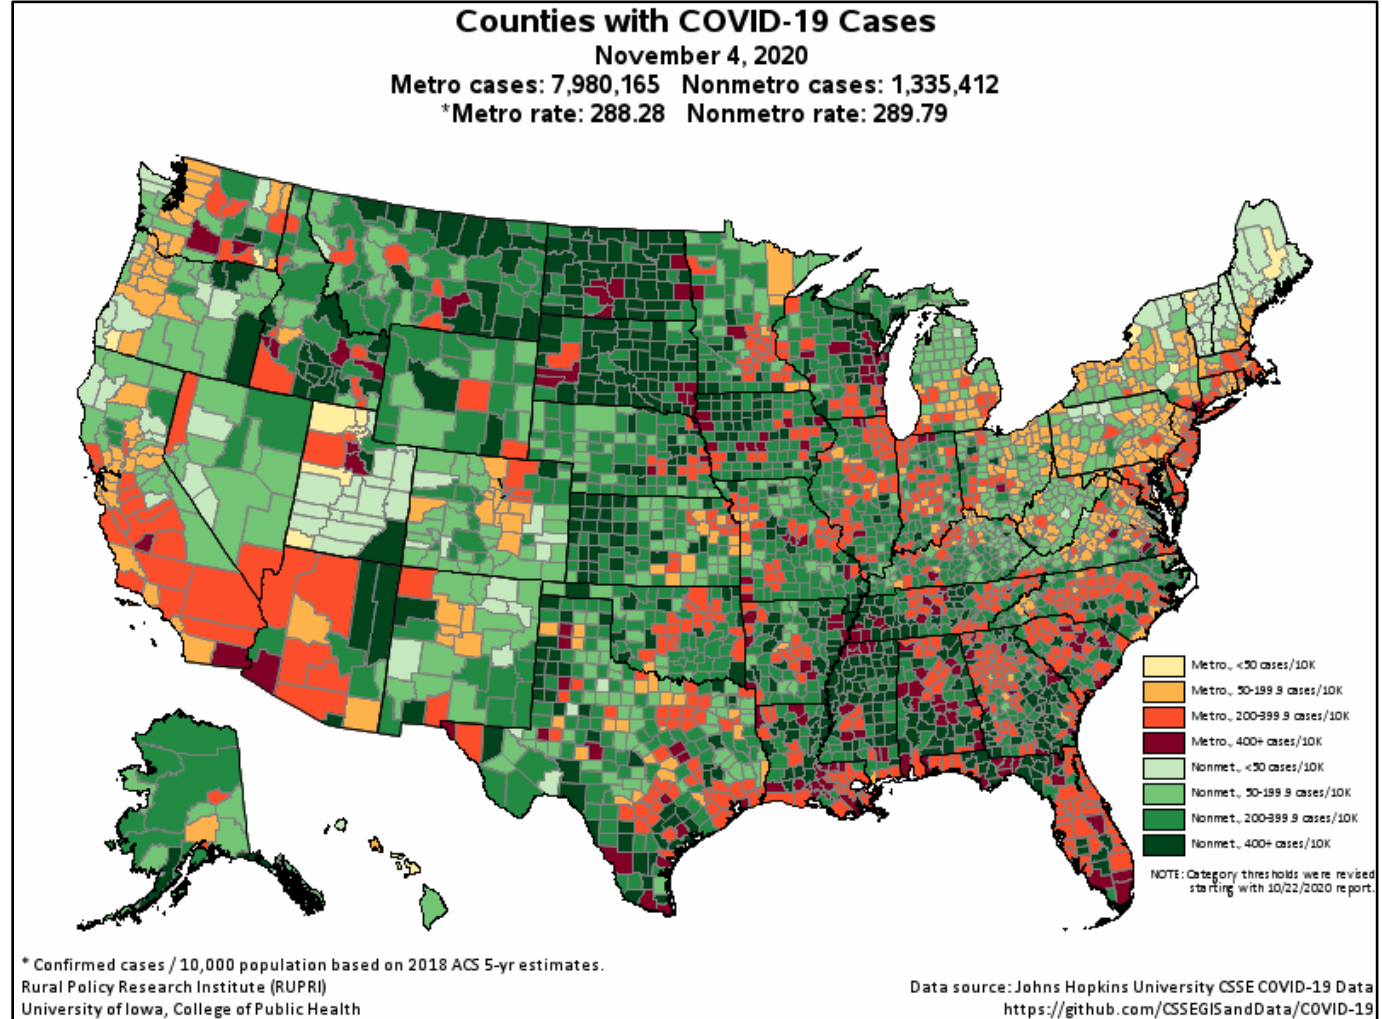 Counties with COVID-19 Cases
November 4, 2020
Metro cases: 7,980,165 Nonmetro cases: 1,335,412
*Metro rate: 288.28 Nonmetro rate: 289.79
Metro., <50 cases/10K
Metro., 50-199.9 cases/10K
Metro., 200-399.9 cases/10K
Metro., 400+ cases/10K
Nonmet., <50 cases/10K
Nonmet., 50-199.9 cases/10K
Nonmet., 200-399.9 cases/10K
Nonmet., 400+ cases/10K
NOTE: Category thresholds were revised
starting with 10/22/2020 report.
* Confirmed cases / 10,000 population based on 2018 ACS 5-yr estimates.
Rural Policy Research Institute (RUPRI)
University of Iowa, College of Public Health
Data source: Johns Hopkins University CSSE COVID-19 Data
https://github.com/CSSEGISandData/COVID-19